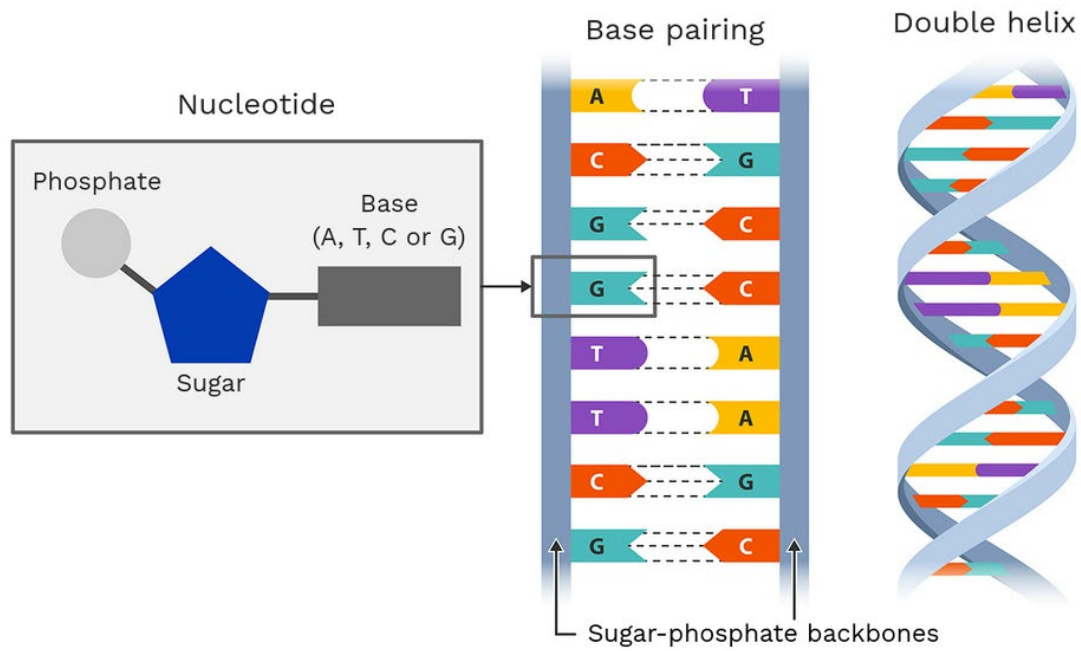 Nucleotide
Phosphate
Base
(A, T, C or G)
Sugar
Base pairing
A T
C G
G C
G C
T A
T A
C G
G C
Sugar-phosphate backbones
Double helix